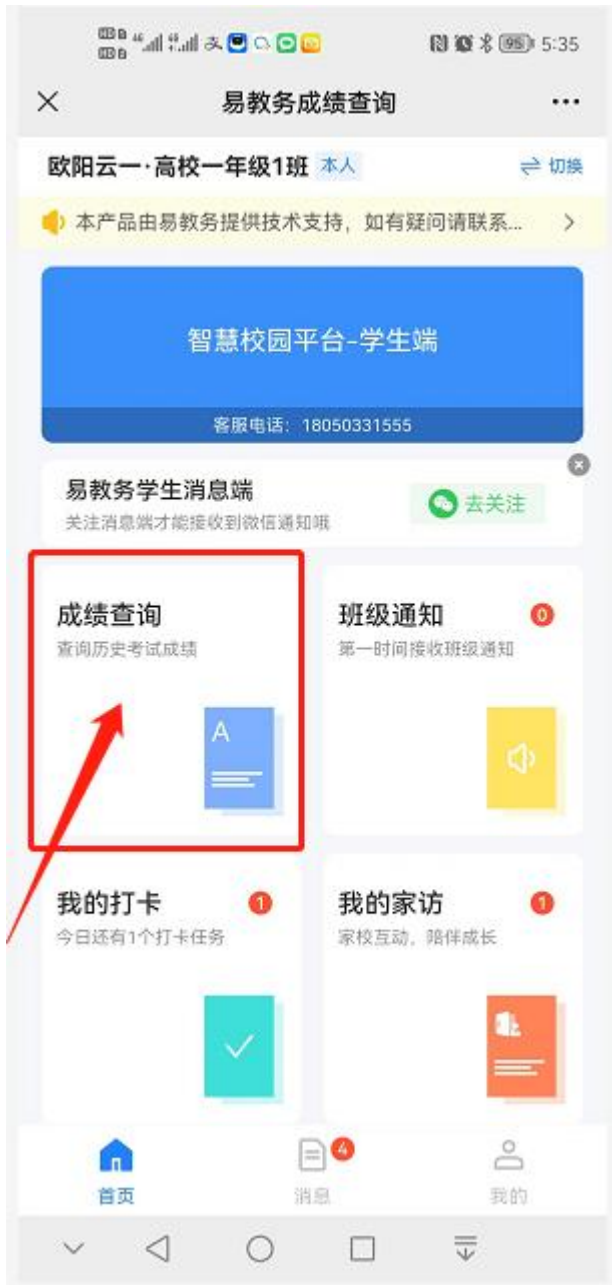 5:35
易教务成绩查询
欧阳云一·高校一年级1班 本人 切换
本产品由易教务提供技术支持，如有疑问请联系...
智慧校园平台-学生端
客服电话：18050331555
易教务学生消息端
关注消息端才能接收到微信通知哦
去关注
成绩查询
查询历史考试成绩
A
班级通知 0
第一时间接收班级通知
我的打卡 1
今日还有1个打卡任务
我的家访 1
家校互动，陪伴成长
4
首页 消息 我的